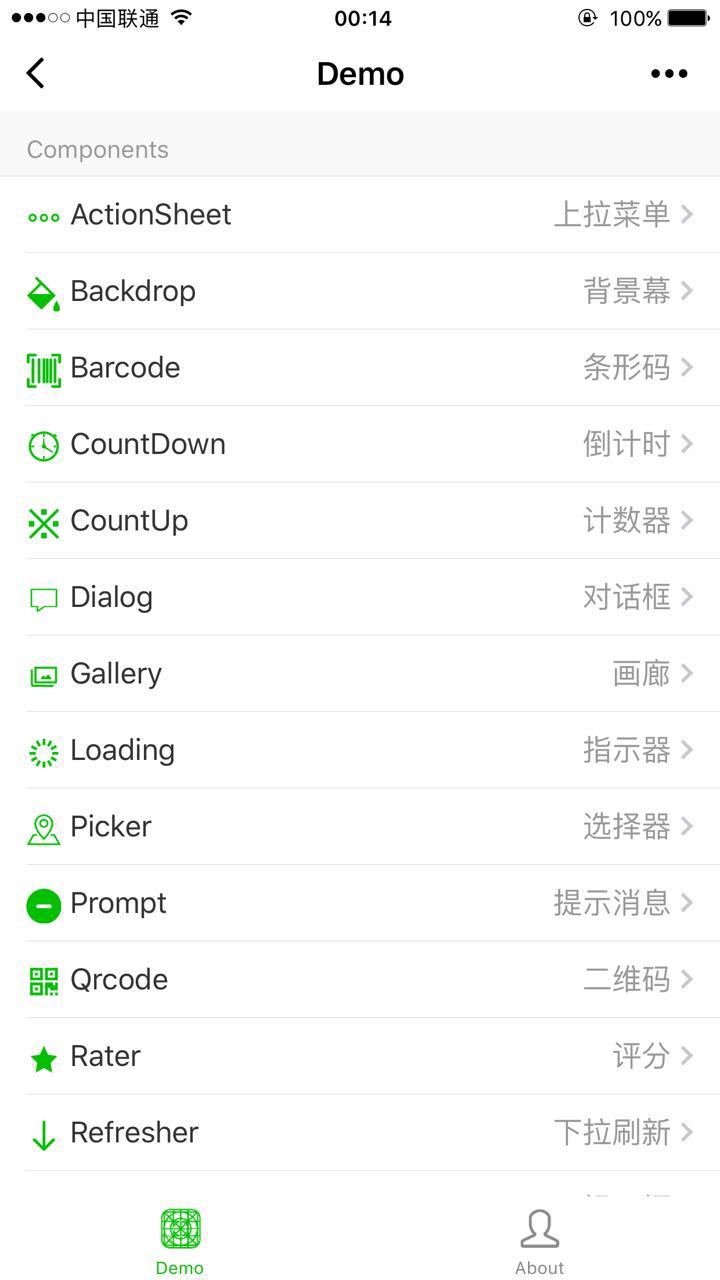 中国联通 00:14 100%
Demo
Components
ActionSheet 上拉菜单
Backdrop 背景幕
Barcode 条形码
CountDown 倒计时
CountUp 计数器
Dialog 对话框
Gallery 画廊
Loading 指示器
Picker 选择器
Prompt 提示消息
Qrcode 二维码
Rater 评分
Refresher 下拉刷新
Demo About